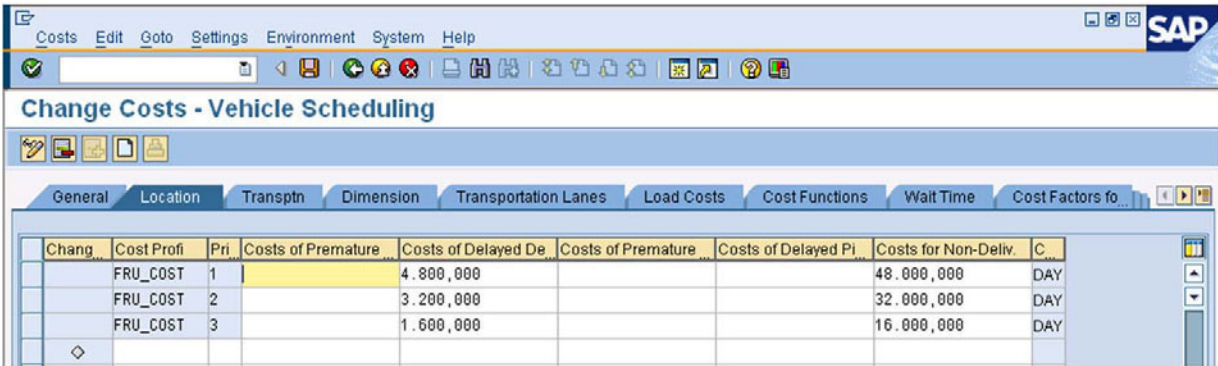 Costs Edit Goto Settings Environment System Help
SAP
Change Costs - Vehicle Scheduling
General Location Transptn Dimension Transportation Lanes Load Costs Cost Functions Wait Time Cost Factors fo...
Chang... Cost Profi Pri... Costs of Premature ... Costs of Delayed De... Costs of Premature ... Costs of Delayed Pi... Costs for Non-Deliv. C...
FRU_COST 1 4.800,000 48.000,000 DAY
FRU_COST 2 3.200,000 32.000,000 DAY
FRU_COST 3 1.600,000 16.000,000 DAY